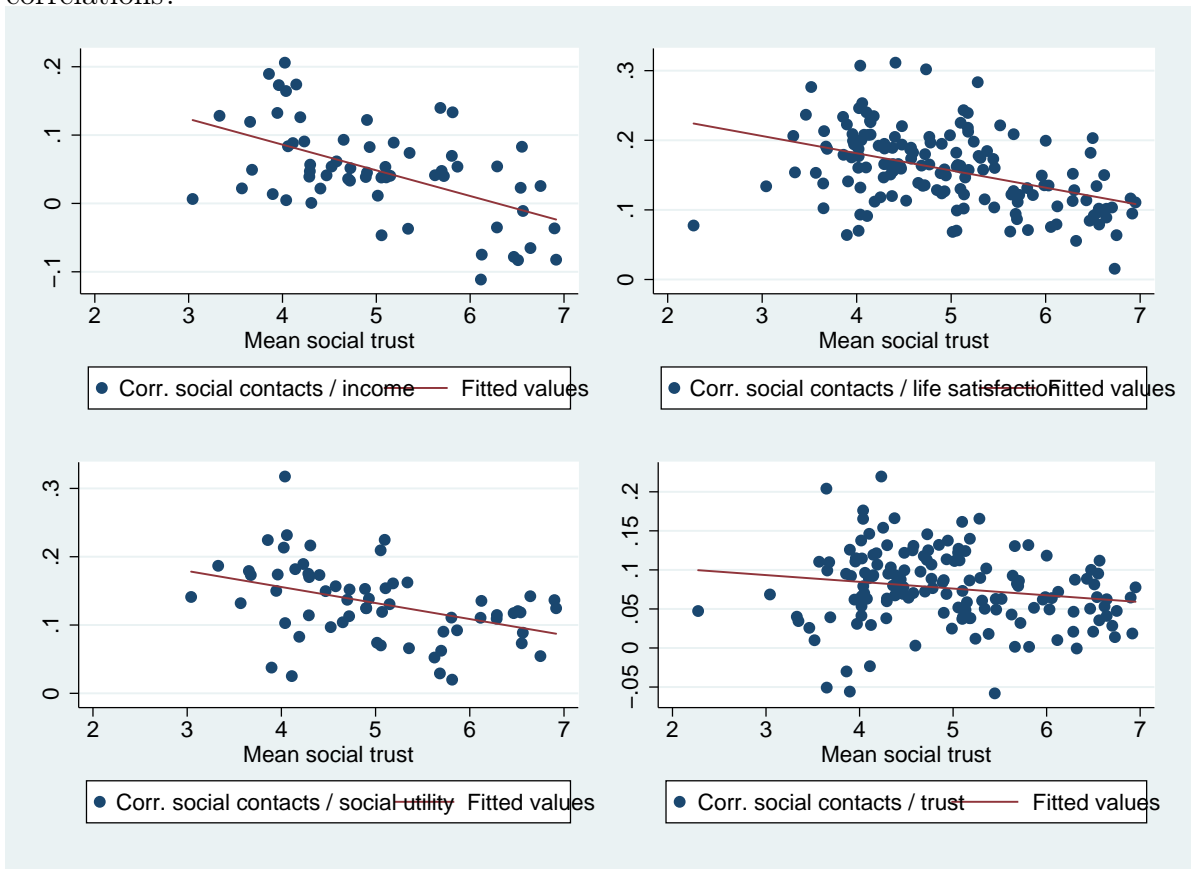 correlations.
.2
.1
0
-.1
2 3 4 5 6 7
Mean social trust
Corr. social contacts / income Fitted values
.3
.2
.1
0
2 3 4 5 6 7
Mean social trust
Corr. social contacts / life satisfaction Fitted values
.3
.2
.1
0
2 3 4 5 6 7
Mean social trust
Corr. social contacts / social utility Fitted values
.2
.15
.1
.05
0
-.05
2 3 4 5 6 7
Mean social trust
Corr. social contacts / trust Fitted values